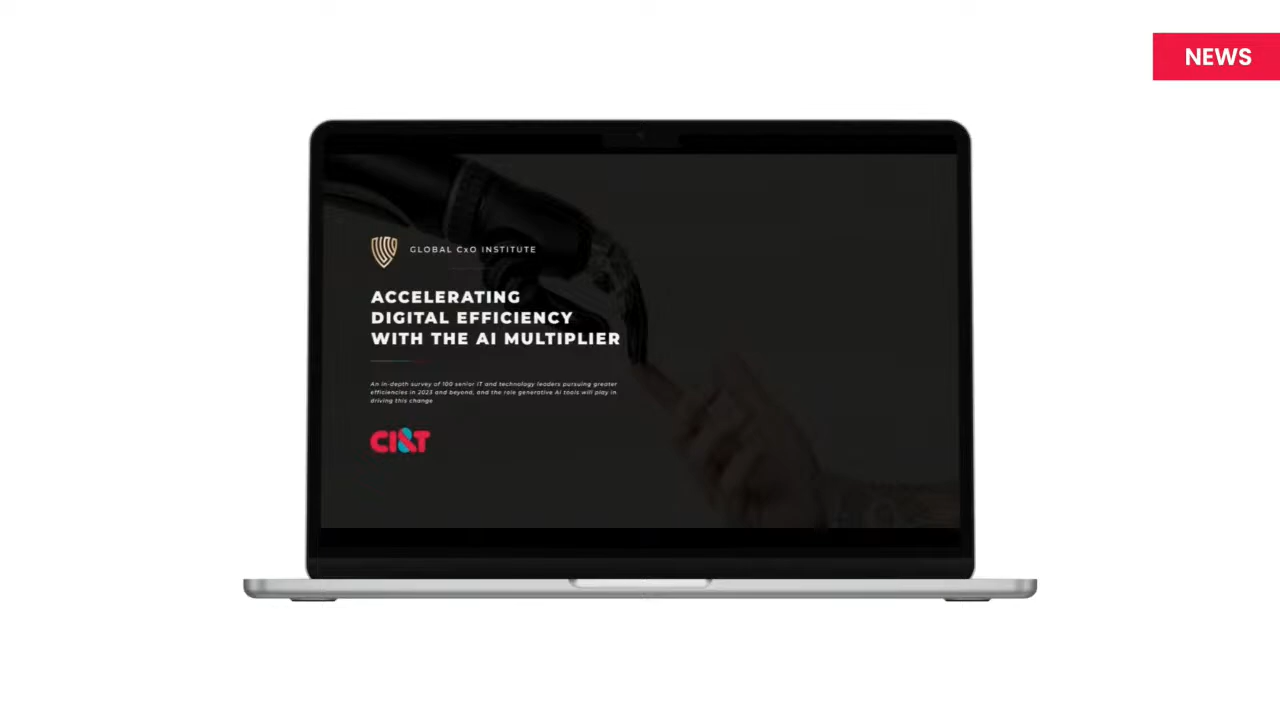 NEWS
GLOBAL CxO INSTITUTE
ACCELERATING
DIGITAL EFFICIENCY
WITH THE AI MULTIPLIER
An in-depth survey of 100 senior IT and technology leaders pursuing greater
efficiencies in 2023 and beyond, and the role generative AI tools will play in
driving this change
CI&T